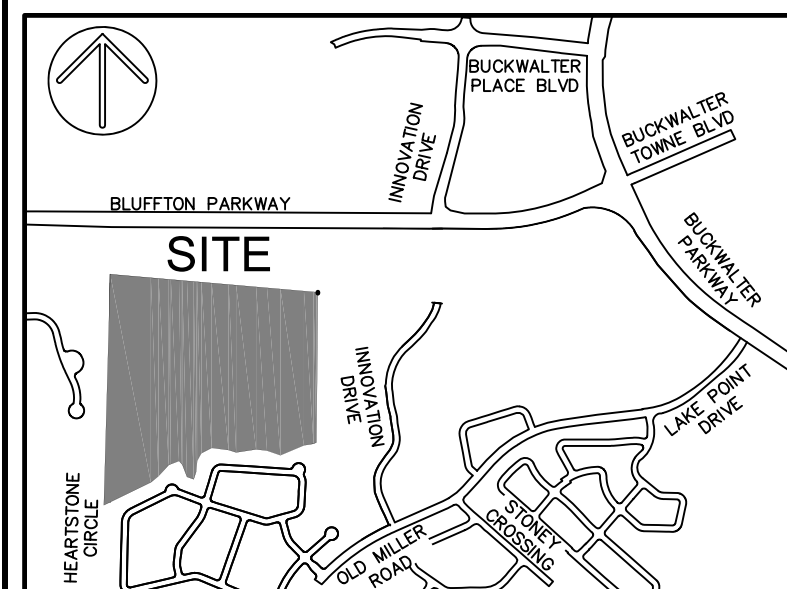 BUCKWALTER
PLACE BLVD
BUCKWALTER
TOWNE BLVD
INNOVATION
DRIVE
BLUFFTON PARKWAY
SITE
BUCKWALTER
PARKWAY
INNOVATION
DRIVE
LAKE POINT
DRIVE
HEARTSTONE
CIRCLE
STONEY
CROSSING
OLD MILLER
ROAD